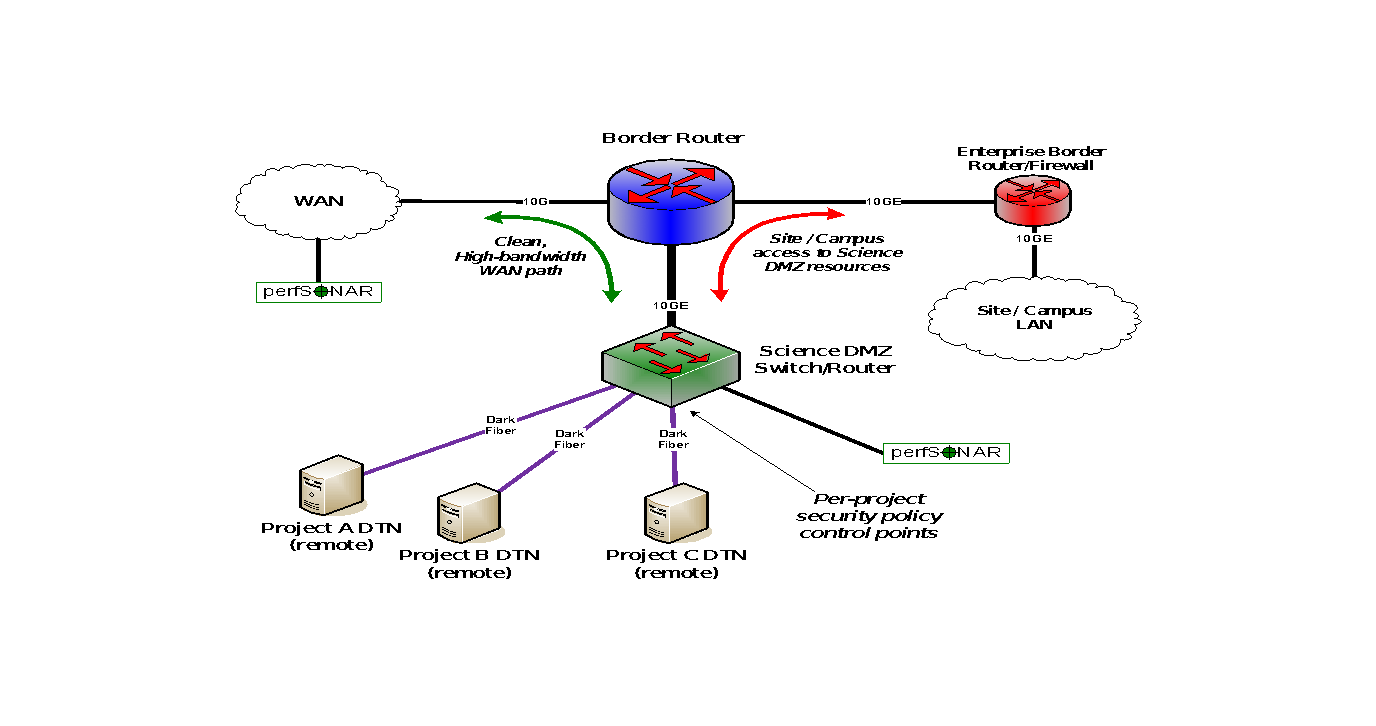 Border Router
Enterprise Border
Router/Firewall
WAN
10G
10GE
10GE
Clean,
High-bandwidth
WAN path
Site / Campus
access to Science
DMZ resources
perfSONAR
10GE
Site / Campus
LAN
Science DMZ
Switch/Router
Dark
Fiber
Dark
Fiber
Dark
Fiber
perfSONAR
Per-project
security policy
control points
Project A DTN
(remote)
Project B DTN
(remote)
Project C DTN
(remote)